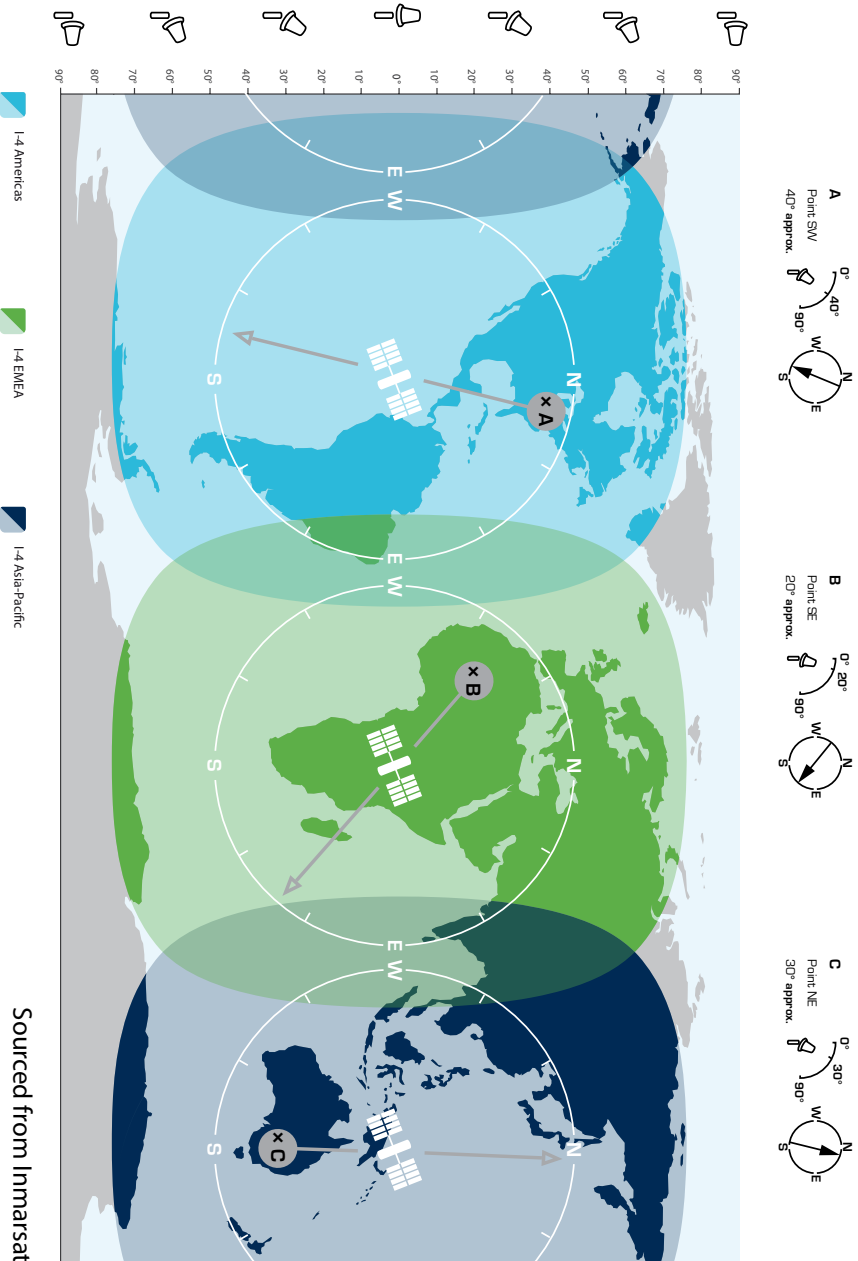 A
Point SW
40° approx.
0°
40°
90°
N
W
E
S
B
Point SE
20° approx.
0°
20°
90°
N
W
E
S
C
Point NE
30° approx.
0°
30°
90°
N
W
E
S
90°
80°
70°
60°
50°
40°
30°
20°
10°
0°
10°
20°
30°
40°
50°
60°
70°
80°
90°
E
W
N
A
S
E
W
N
B
S
E
W
N
C
S
I-4 Americas
I-4 EMEA
I-4 Asia-Pacific
Sourced from Inmarsat